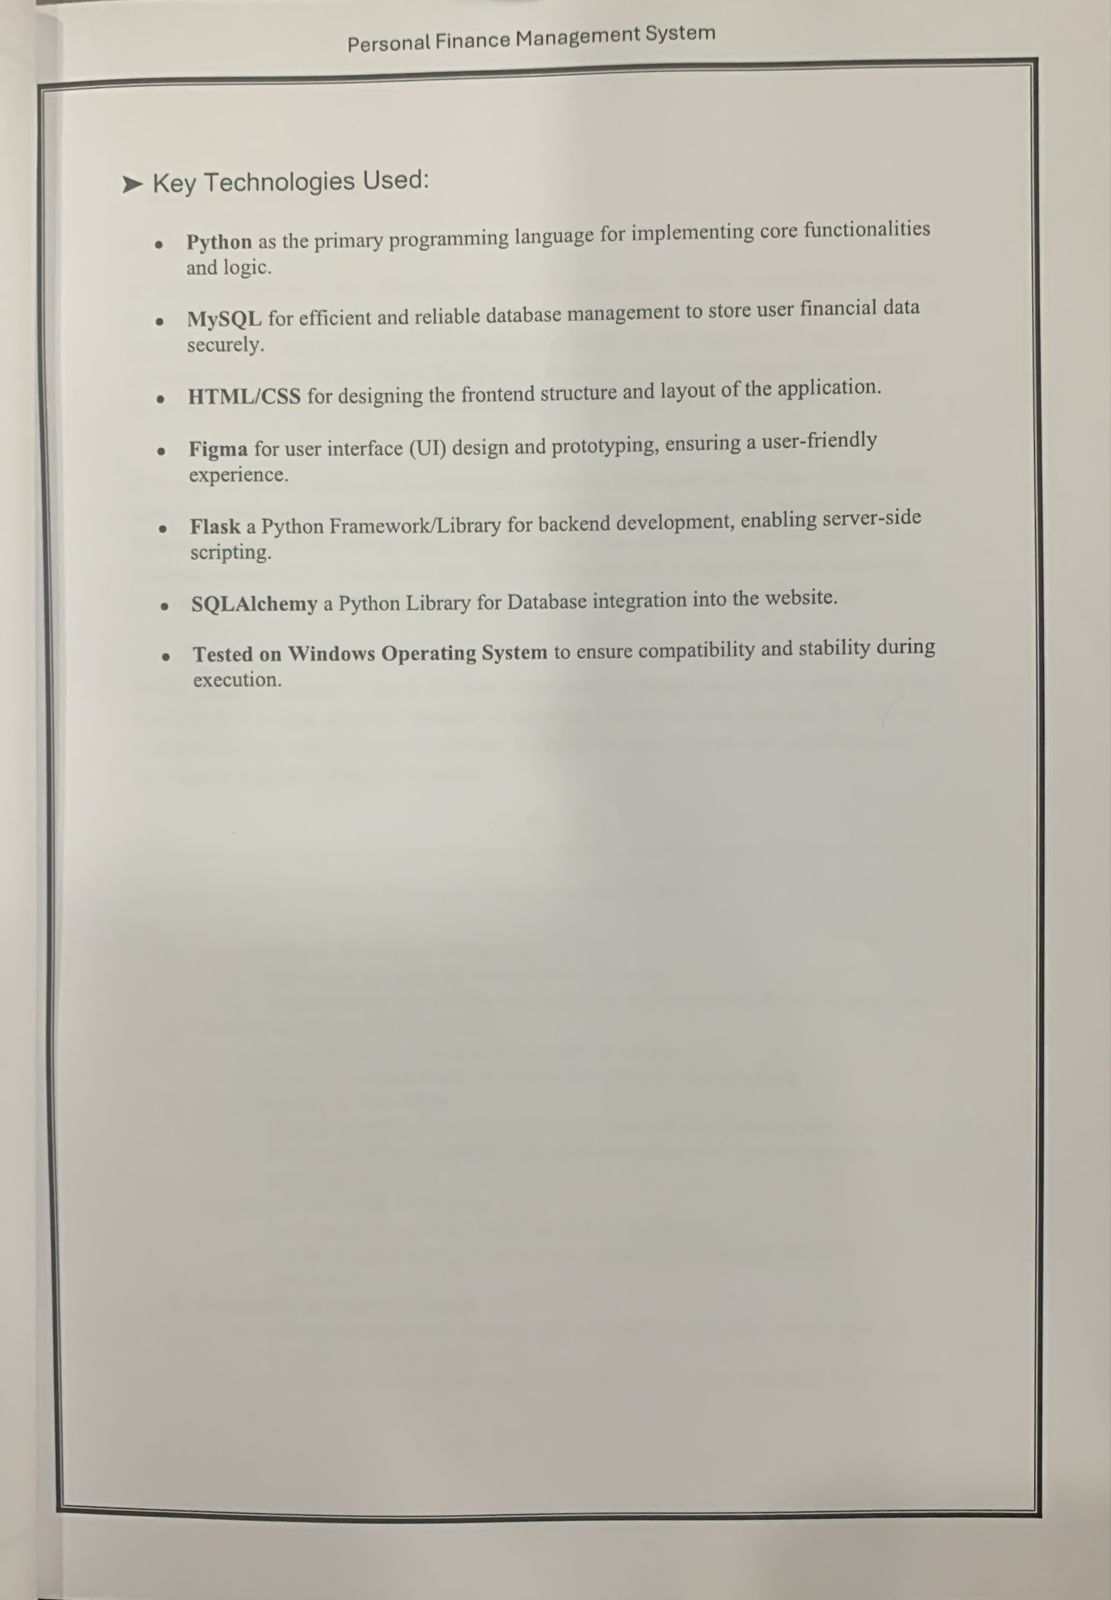 Personal Finance Management System
➤ Key Technologies Used:
• Python as the primary programming language for implementing core functionalities
and logic.
• MySQL for efficient and reliable database management to store user financial data
securely.
• HTML/CSS for designing the frontend structure and layout of the application.
• Figma for user interface (UI) design and prototyping, ensuring a user-friendly
experience.
• Flask a Python Framework/Library for backend development, enabling server-side
scripting.
• SQLAlchemy a Python Library for Database integration into the website.
• Tested on Windows Operating System to ensure compatibility and stability during
execution.